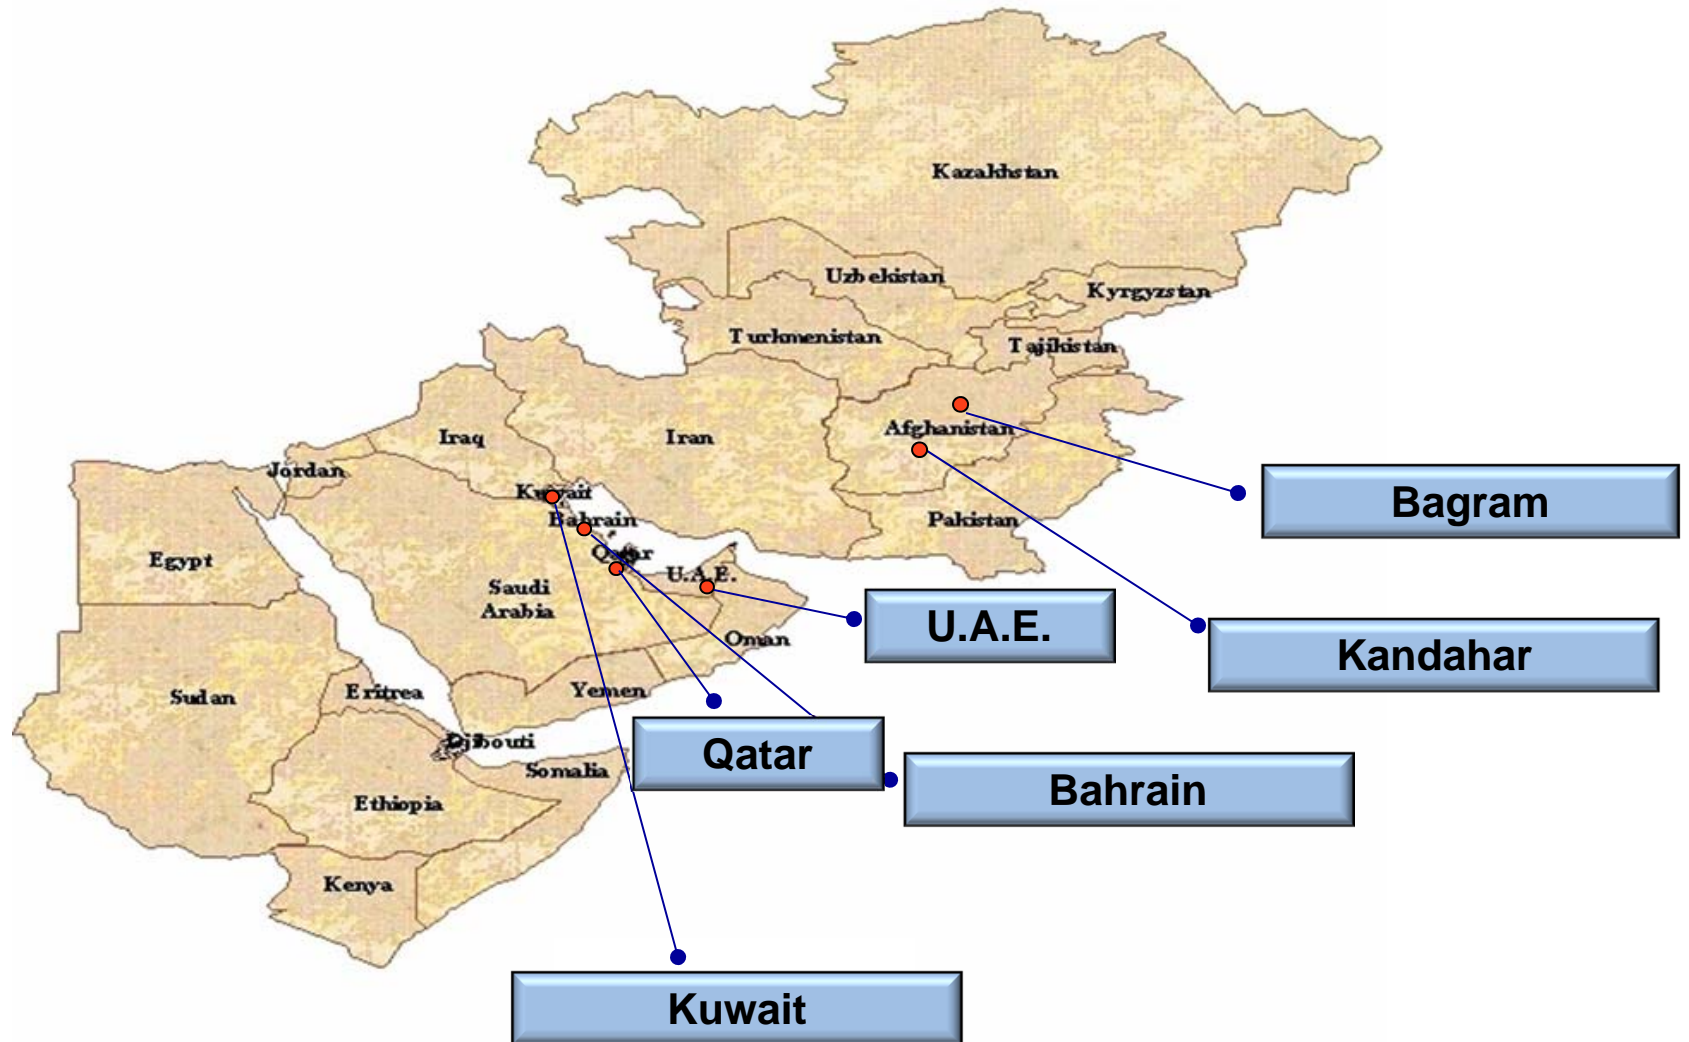 Kazakhstan
Uzbekistan
Kyrgyzstan
Turkmenistan
Tajikistan
Afghanistan
Iraq
Iran
Jordan
Kuwait
Bagram
Bahrain
Pakistan
Egypt
Qatar
U.A.E.
Saudi
Arabia
U.A.E.
Oman
Kandahar
Sudan
Eritrea
Yemen
Djibouti
Qatar
Somalia
Bahrain
Ethiopia
Kenya
Kuwait